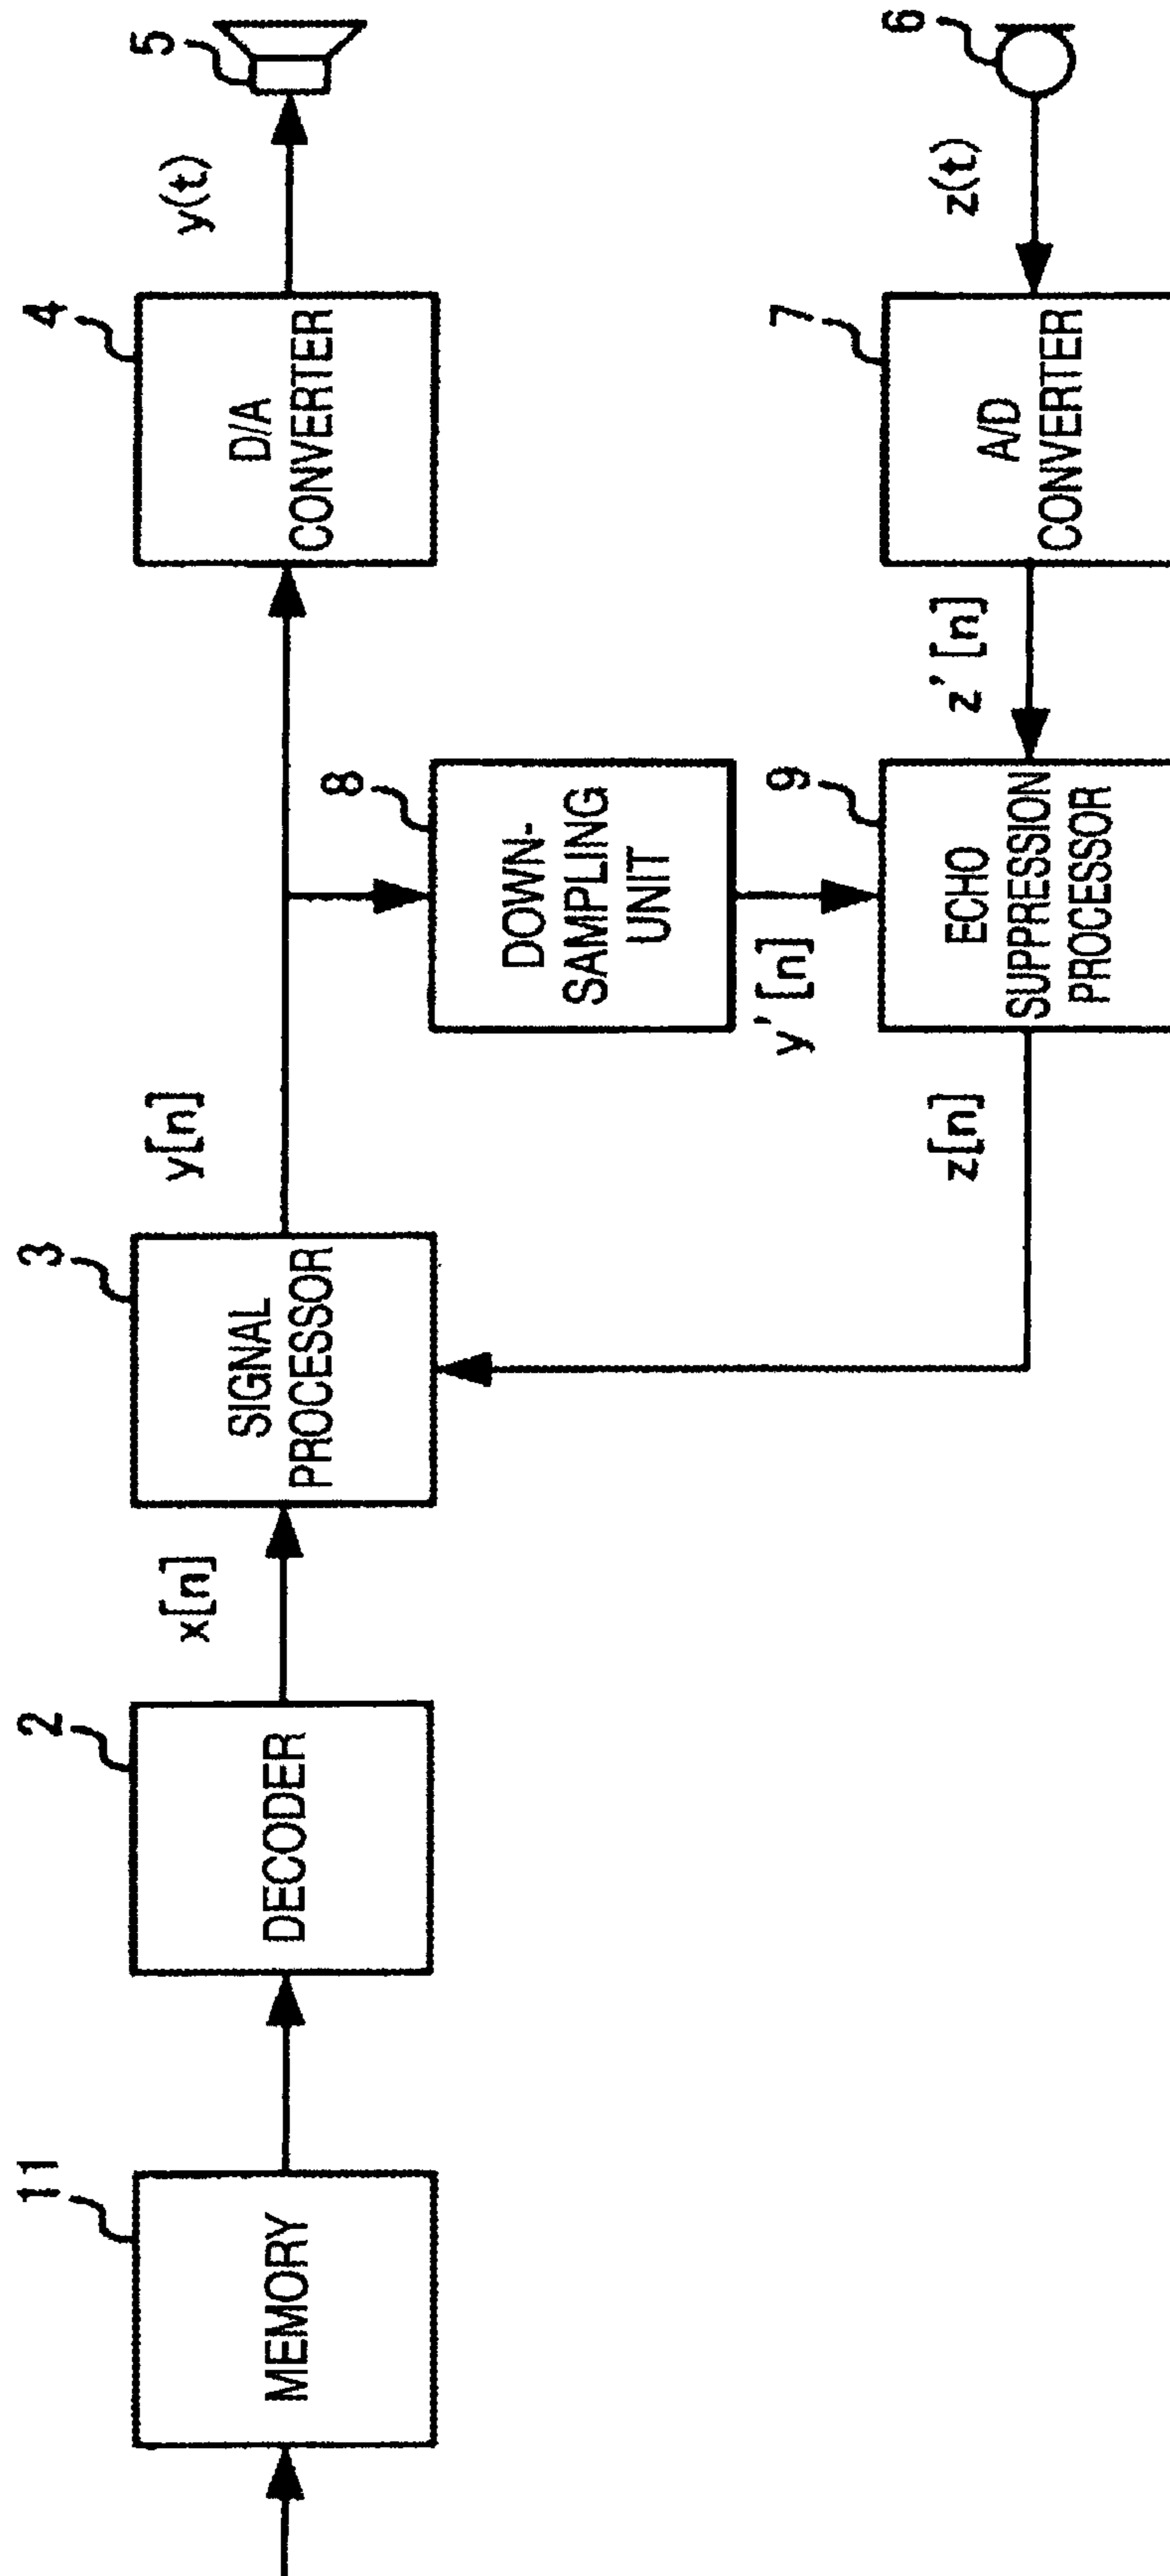 11
MEMORY
2
DECODER
x[n]
3
SIGNAL
PROCESSOR
y[n]
4
D/A
CONVERTER
y(t)
5
8
DOWN-
SAMPLING
UNIT
y'[n]
z[n]
9
ECHO
SUPPRESSION
PROCESSOR
z'[n]
7
A/D
CONVERTER
z(t)
6